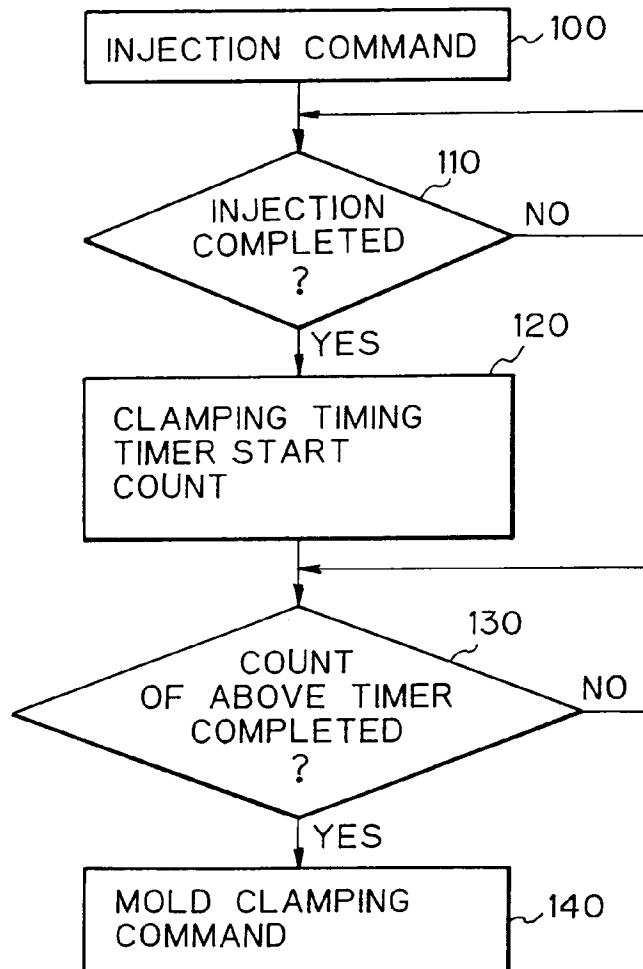 INJECTION COMMAND
100
110
INJECTION
COMPLETED
?
NO
YES
120
CLAMPING TIMING
TIMER START
COUNT
130
COUNT
OF ABOVE TIMER
COMPLETED
?
NO
YES
MOLD CLAMPING
COMMAND
140